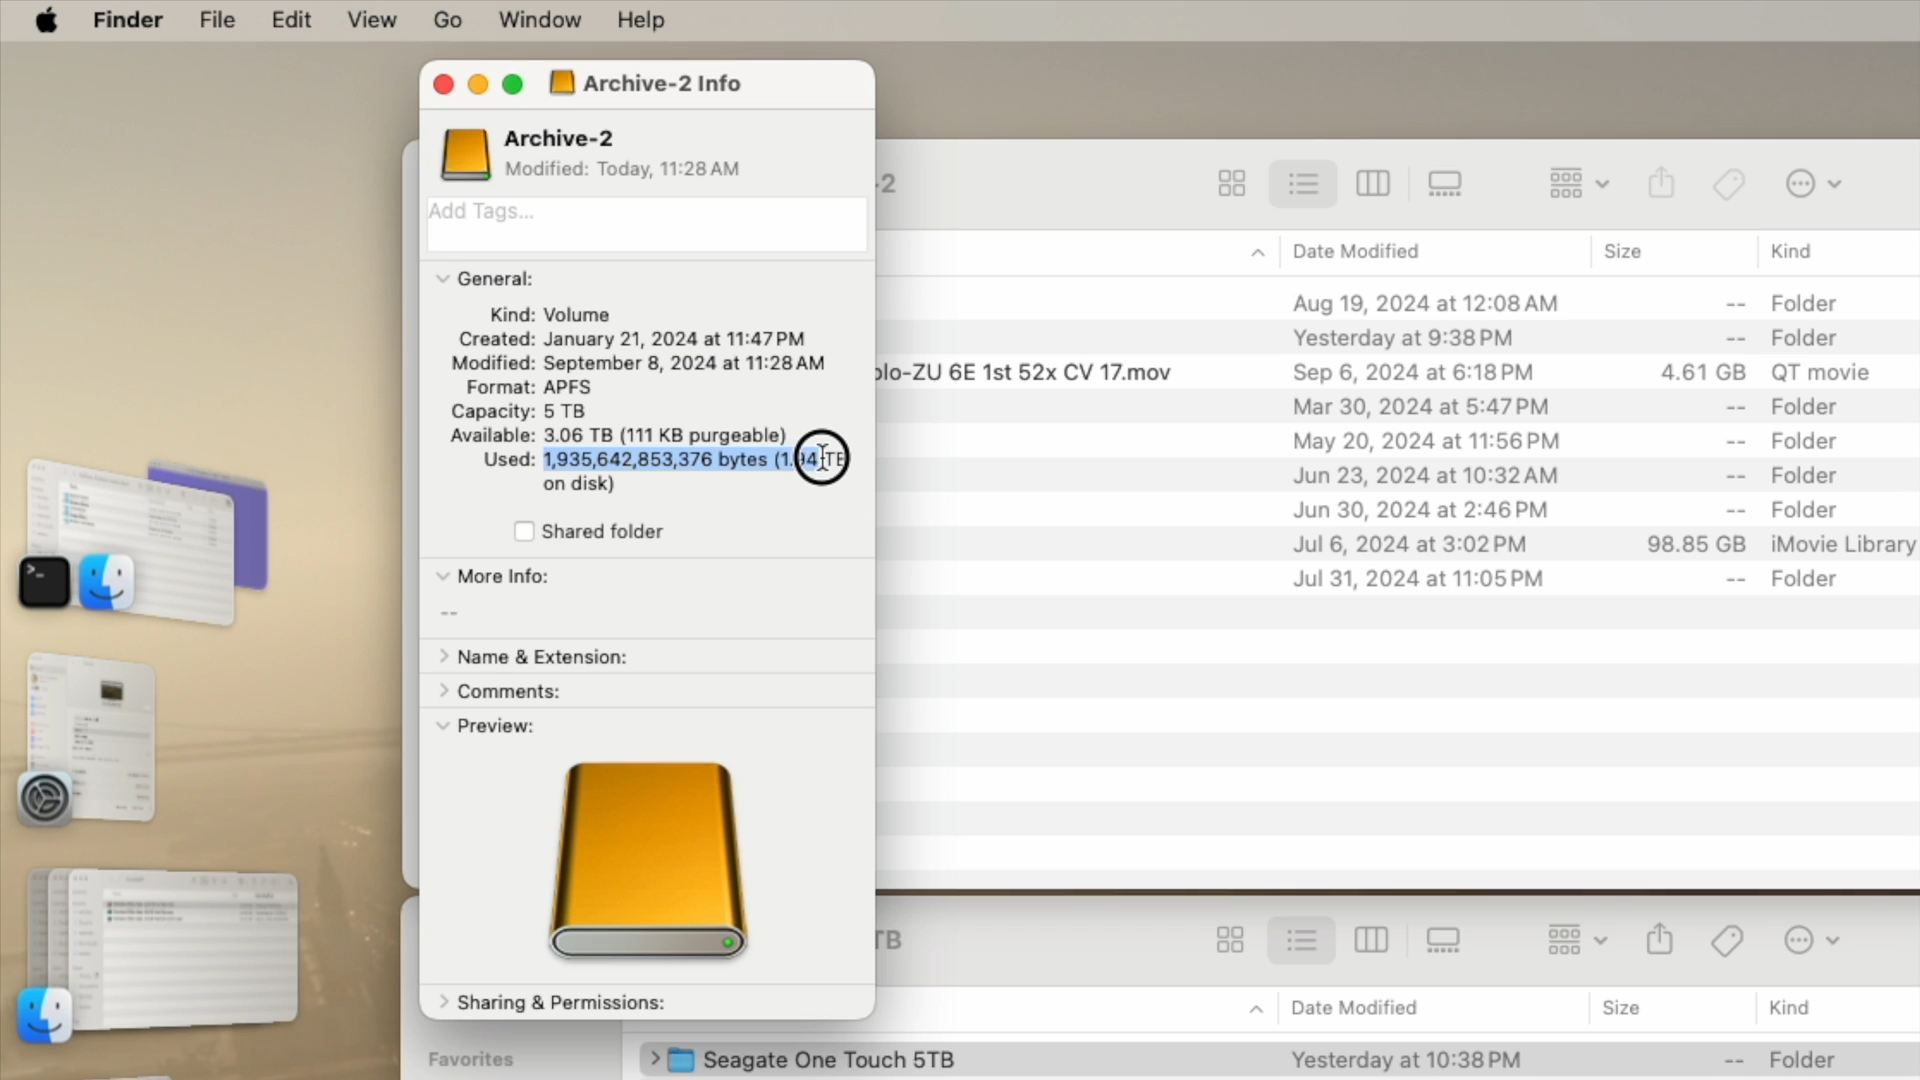 Finder File Edit View Go Window Help
Archive-2 Info
Archive-2
Modified: Today, 11:28 AM
Add Tags...
General:
Kind: Volume
Created: January 21, 2024 at 11:47 PM
Modified: September 8, 2024 at 11:28 AM
Format: APFS
Capacity: 5 TB
Available: 3.06 TB (111 KB purgeable)
Used: 1,935,642,853,376 bytes (1.94 TB
on disk)
Shared folder
More Info:
--
Name & Extension:
Comments:
Preview:
Sharing & Permissions:
-2
Date Modified Size Kind
Aug 19, 2024 at 12:08 AM -- Folder
Yesterday at 9:38 PM -- Folder
olo-ZU 6E 1st 52x CV 17.mov Sep 6, 2024 at 6:18 PM 4.61 GB QT movie
Mar 30, 2024 at 5:47 PM -- Folder
May 20, 2024 at 11:56 PM -- Folder
Jun 23, 2024 at 10:32 AM -- Folder
Jun 30, 2024 at 2:46 PM -- Folder
Jul 6, 2024 at 3:02 PM 98.85 GB iMovie Library
Jul 31, 2024 at 11:05 PM -- Folder
TB
Date Modified Size Kind
Favorites
Seagate One Touch 5TB Yesterday at 10:38 PM -- Folder